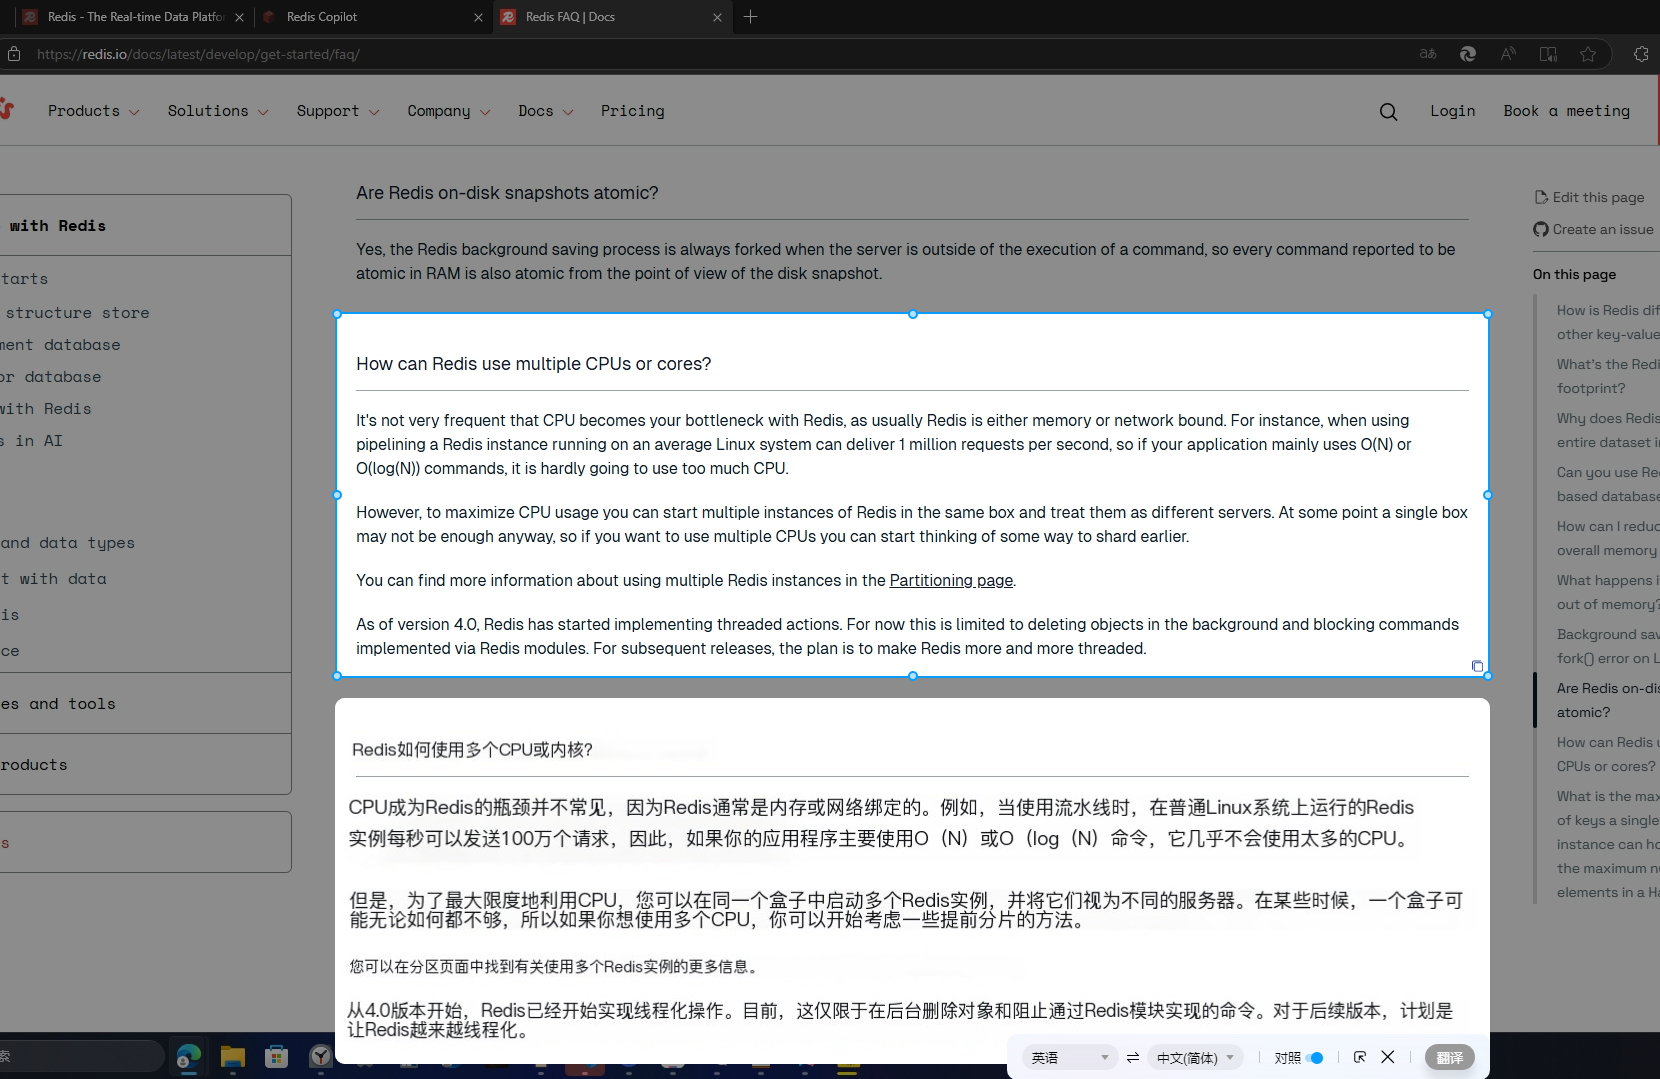 Redis - The Real-time Data Platfo
Redis Copilot
Redis FAQ | Docs
https://redis.io/docs/latest/develop/get-started/faq/
Products
Solutions
Support
Company
Docs
Pricing
Login
Book a meeting
with Redis
tarts
structure store
ment database
or database
with Redis
s in AI
and data types
t with data
is
ce
es and tools
roducts
s
Are Redis on-disk snapshots atomic?
Yes, the Redis background saving process is always forked when the server is outside of the execution of a command, so every command reported to be
atomic in RAM is also atomic from the point of view of the disk snapshot.
How can Redis use multiple CPUs or cores?
It's not very frequent that CPU becomes your bottleneck with Redis, as usually Redis is either memory or network bound. For instance, when using
pipelining a Redis instance running on an average Linux system can deliver 1 million requests per second, so if your application mainly uses O(N) or
O(log(N)) commands, it is hardly going to use too much CPU.
However, to maximize CPU usage you can start multiple instances of Redis in the same box and treat them as different servers. At some point a single box
may not be enough anyway, so if you want to use multiple CPUs you can start thinking of some way to shard earlier.
You can find more information about using multiple Redis instances in the Partitioning page.
As of version 4.0, Redis has started implementing threaded actions. For now this is limited to deleting objects in the background and blocking commands
implemented via Redis modules. For subsequent releases, the plan is to make Redis more and more threaded.
Redis如何使用多个CPU或内核?
CPU成为Redis的瓶颈并不常见，因为Redis通常是内存或网络绑定的。例如，当使用流水线时，在普通Linux系统上运行的Redis
实例每秒可以发送100万个请求，因此，如果你的应用程序主要使用O（N）或O（log（N）命令，它几乎不会使用太多的CPU。
但是，为了最大限度地利用CPU，您可以在同一个盒子中启动多个Redis实例，并将它们视为不同的服务器。在某些时候，一个盒子可
能无论如何都不够，所以如果你想使用多个CPU，你可以开始考虑一些提前分片的方法。
您可以在分区页面中找到有关使用多个Redis实例的更多信息。
从4.0版本开始，Redis已经开始实现线程化操作。目前，这仅限于在后台删除对象和阻止通过Redis模块实现的命令。对于后续版本，计划是
让Redis越来越线程化。
Edit this page
Create an issue
On this page
How is Redis dif
other key-value
What's the Redi
footprint?
Why does Redis
entire dataset i
Can you use Re
based database
How can I reduc
overall memory
What happens i
out of memory?
Background sav
fork() error on L
Are Redis on-dis
atomic?
How can Redis u
CPUs or cores?
What is the max
of keys a single
instance can ho
the maximum n
elements in a Ha
索
英语
中文(简体)
对照
翻译